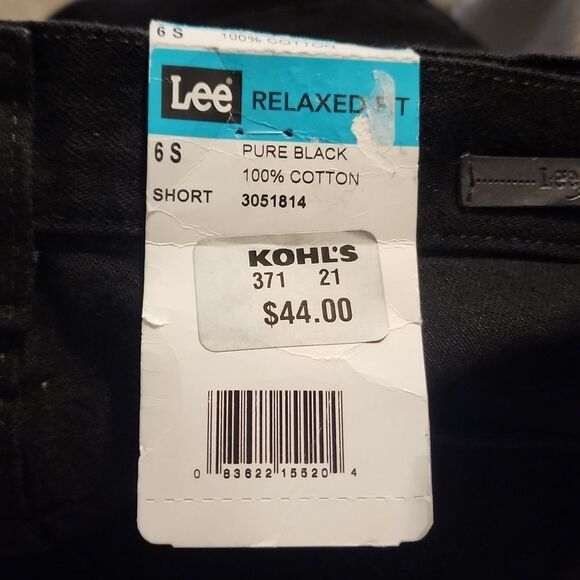 6 S 100% COTTON
Lee RELAXED FIT
6 S PURE BLACK
100% COTTON
SHORT 3051814
KOHL'S
371 21
$44.00
0 83622 15520 4
Lee